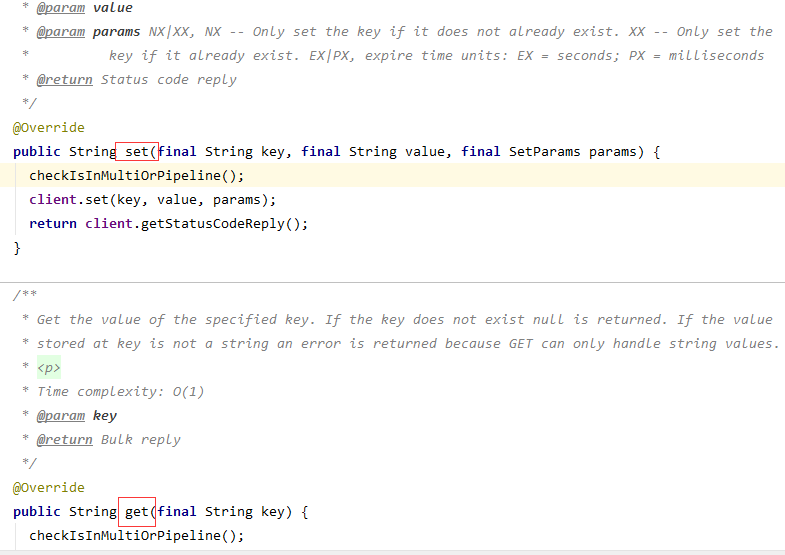 * @param value
* @param params NX|XX, NX -- Only set the key if it does not already exist. XX -- Only set the
*          key if it already exist. EX|PX, expire time units: EX = seconds; PX = milliseconds
* @return Status code reply
*/
@Override
public String set(final String key, final String value, final SetParams params) {
  checkIsInMultiOrPipeline();
  client.set(key, value, params);
  return client.getStatusCodeReply();
}
/**
* Get the value of the specified key. If the key does not exist null is returned. If the value
* stored at key is not a string an error is returned because GET can only handle string values.
* <p>
* Time complexity: O(1)
* @param key
* @return Bulk reply
*/
@Override
public String get(final String key) {
  checkIsInMultiOrPipeline();